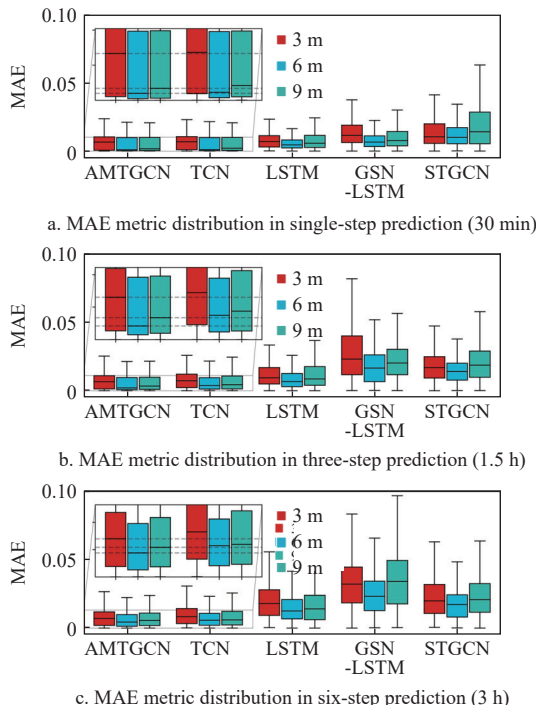 0.10
3 m
6 m
9 m
0.05
MAE
0
AMTGCN TCN LSTM GSN STGCN
-LSTM
a. MAE metric distribution in single-step prediction (30 min)
0.10
3 m
6 m
9 m
0.05
MAE
0
AMTGCN TCN LSTM GSN STGCN
-LSTM
b. MAE metric distribution in three-step prediction (1.5 h)
0.10
3 m
6 m
9 m
0.05
MAE
0
AMTGCN TCN LSTM GSN STGCN
-LSTM
c. MAE metric distribution in six-step prediction (3 h)